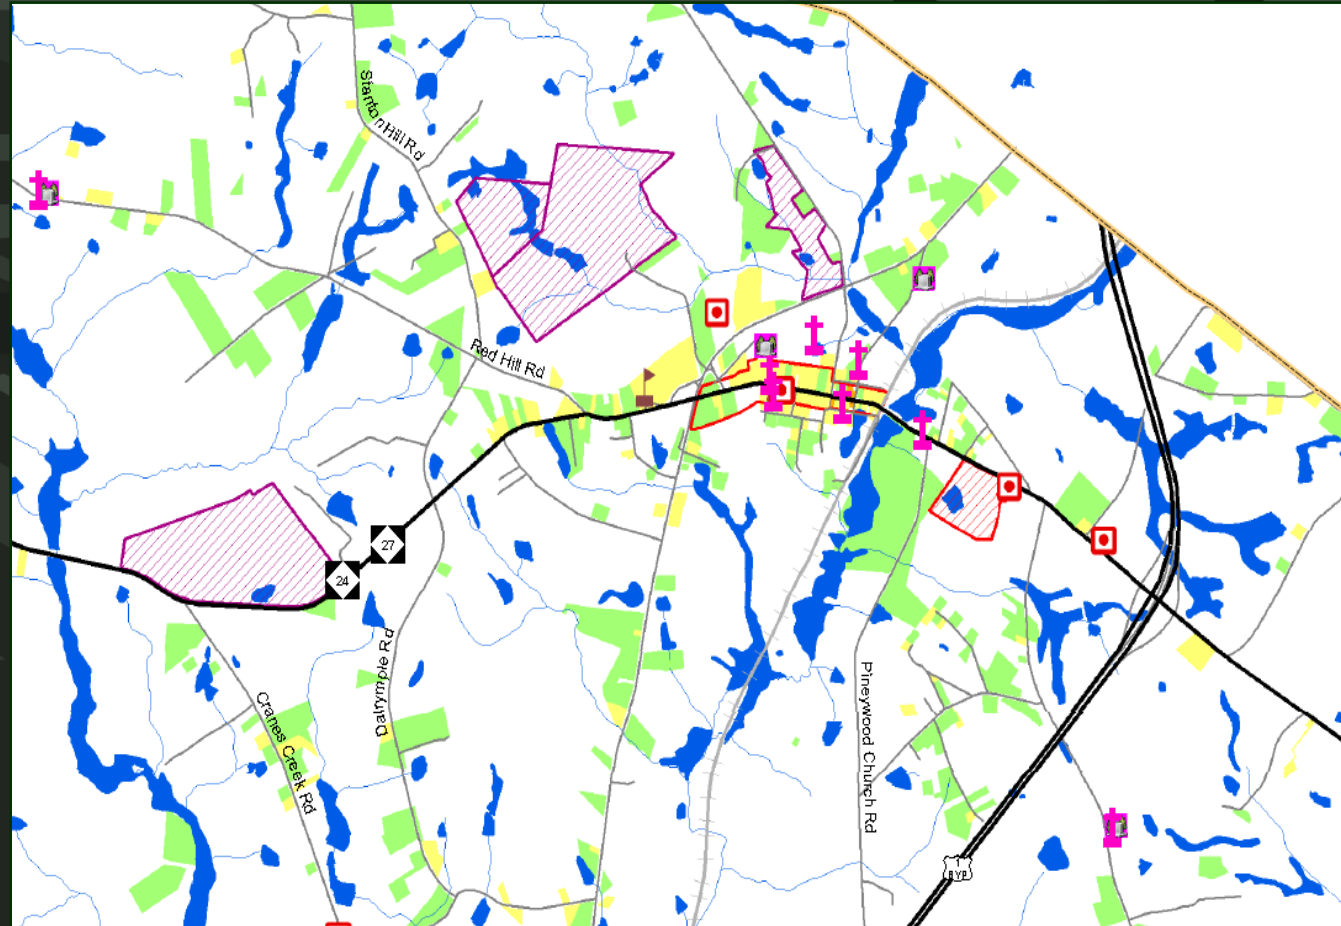 Stanton Hill Rd
Red Hill Rd
27
24
Dalrymple Rd
Cranes Creek Rd
Pineywood Church Rd
1
BYP